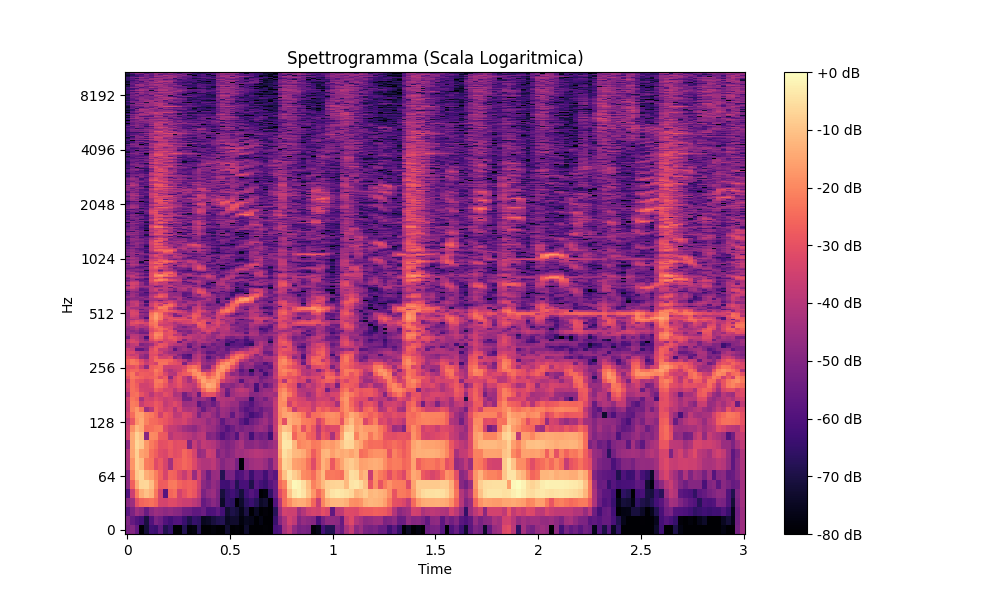 Spettrogramma (Scala Logaritmica)
Hz
8192
4096
2048
1024
512
256
128
64
0
0
0.5
1
1.5
2
2.5
3
Time
+0 dB
-10 dB
-20 dB
-30 dB
-40 dB
-50 dB
-60 dB
-70 dB
-80 dB